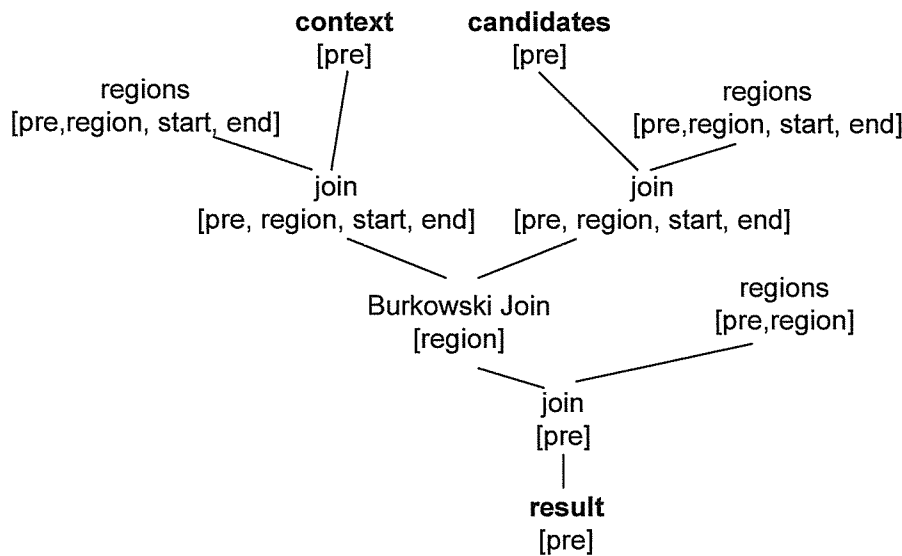 context
[pre]
candidates
[pre]
regions
[pre,region, start, end]
regions
[pre,region, start, end]
join
[pre, region, start, end]
join
[pre, region, start, end]
Burkowski Join
[region]
regions
[pre,region]
join
[pre]
result
[pre]